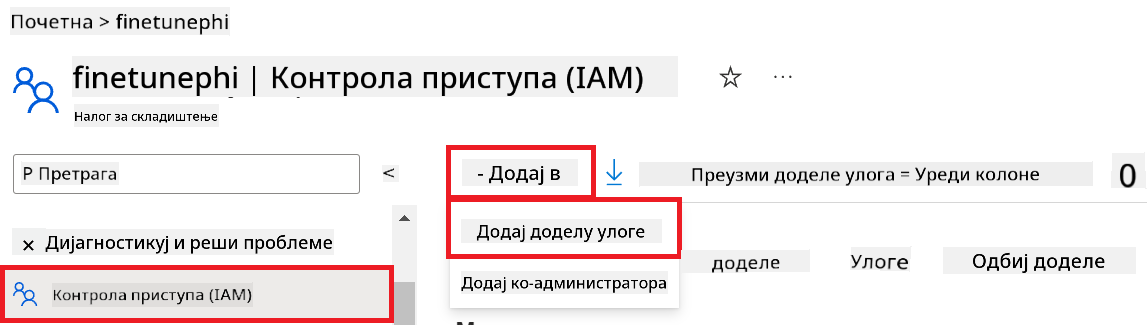 Почетна > finetunephi
finetunephi | Контрола приступа (IAM)
Налог за складиштење
Р Претрага
<
- Додај в
Преузми доделе улога = Уреди колоне
0
Додај доделу улоге
× Дијагностикуј и реши проблеме
доделе
Улоге
Одбиј доделе
Контрола приступа (IAM)
Додај ко-администратора